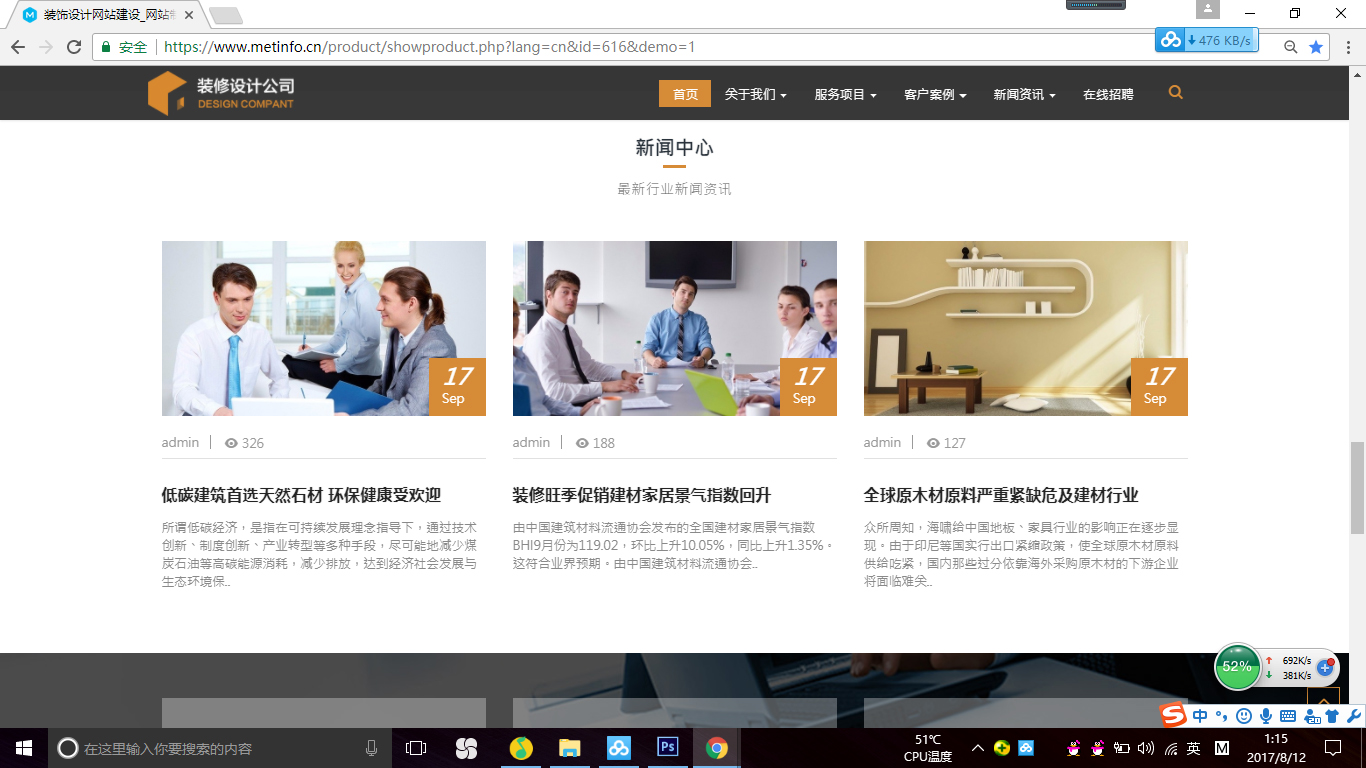 装饰设计网站建设_网站制
安全 https://www.metinfo.cn/product/showproduct.php?lang=cn&id=616&demo=1
476 KB/s
装修设计公司
DESIGN COMPANT
首页 关于我们 服务项目 客户案例 新闻资讯 在线招聘
新闻中心
最新行业新闻资讯
17 17 17
Sep Sep Sep
admin 326
admin 188
admin 127
低碳建筑首选天然石材 环保健康受欢迎
所谓低碳经济，是指在可持续发展理念指导下，通过技术
创新、制度创新、产业转型等多种手段，尽可能地减少煤
炭石油等高碳能源消耗，减少排放，达到经济社会发展与
生态环境保..
装修旺季促销建材家居景气指数回升
由中国建筑材料流通协会发布的全国建材家居景气指数
BHI9月份为119.02，环比上升10.05%，同比上升1.35%。
这符合业界预期。由中国建筑材料流通协会..
全球原木材原料严重紧缺危及建材行业
众所周知，海啸给中国地板、家具行业的影响正在逐步显
现。由于印尼等国实行出口紧缩政策，使全球原木材原料
供给吃紧，国内那些过分依靠海外采购原木材的下游企业
将面临难关..
52% 692K/s
381K/s
中
在这里输入你要搜索的内容
Ps
51℃
CPU温度
英 M
1:15
2017/8/12